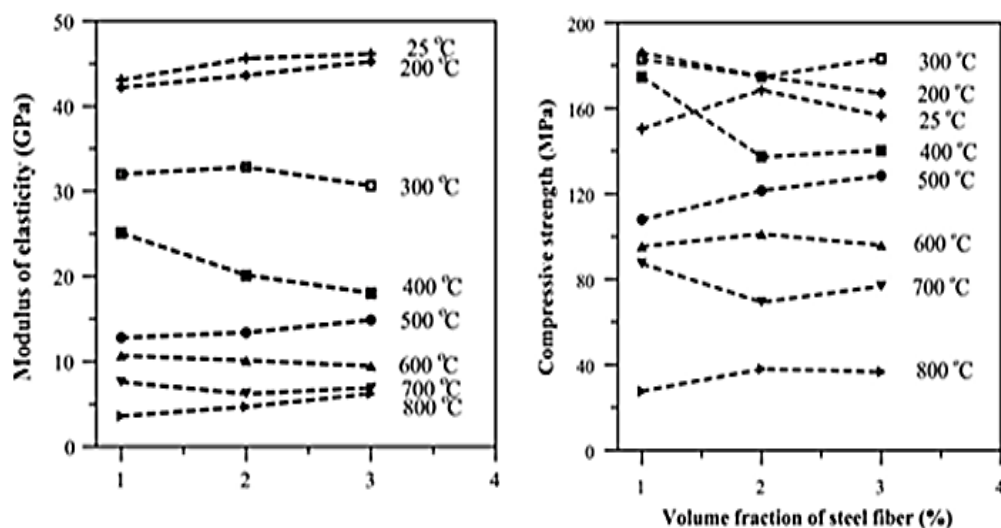 Modulus of elasticity (GPa)
50
40
30
20
10
0
1
2
3
4
25 °C
200 °C
300 °C
400 °C
500 °C
600 °C
700 °C
800 °C
Compressive strength (MPa)
200
160
120
80
40
0
1
2
3
4
300 °C
200 °C
25 °C
400 °C
500 °C
600 °C
700 °C
800 °C
Volume fraction of steel fiber (%)